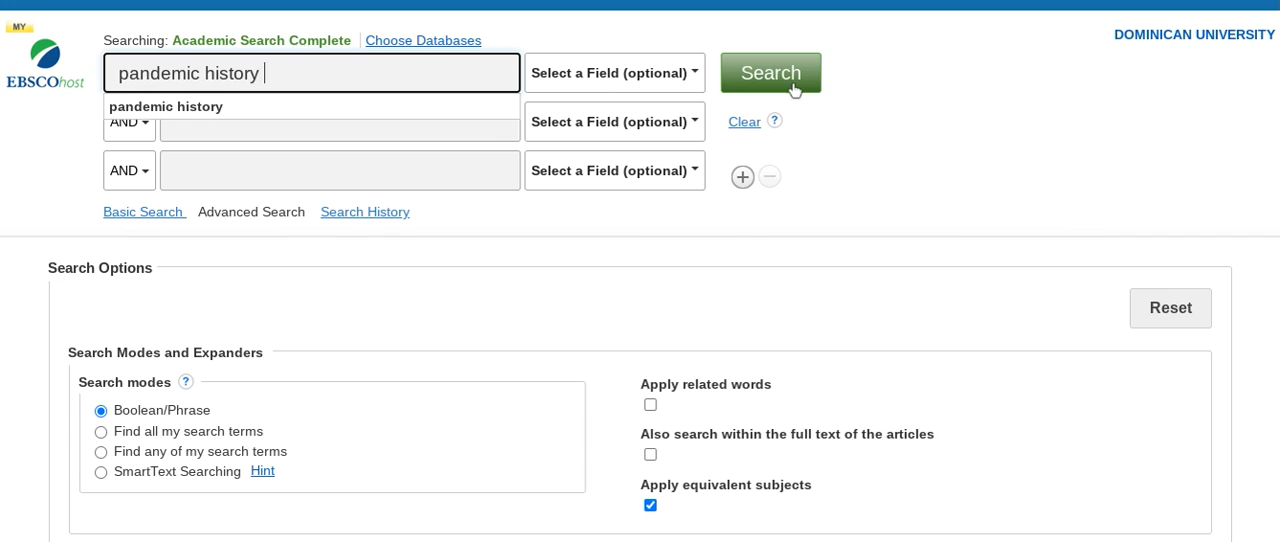 MY
DOMINICAN UNIVERSITY
Searching: Academic Search Complete Choose Databases
EBSCOhost
pandemic history Select a Field (optional) Search
pandemic history
AND Select a Field (optional) Clear ?
AND Select a Field (optional)
Basic Search Advanced Search Search History
Search Options
Reset
Search Modes and Expanders
Search modes ?
Boolean/Phrase
Find all my search terms
Find any of my search terms
SmartText Searching Hint
Apply related words
Also search within the full text of the articles
Apply equivalent subjects